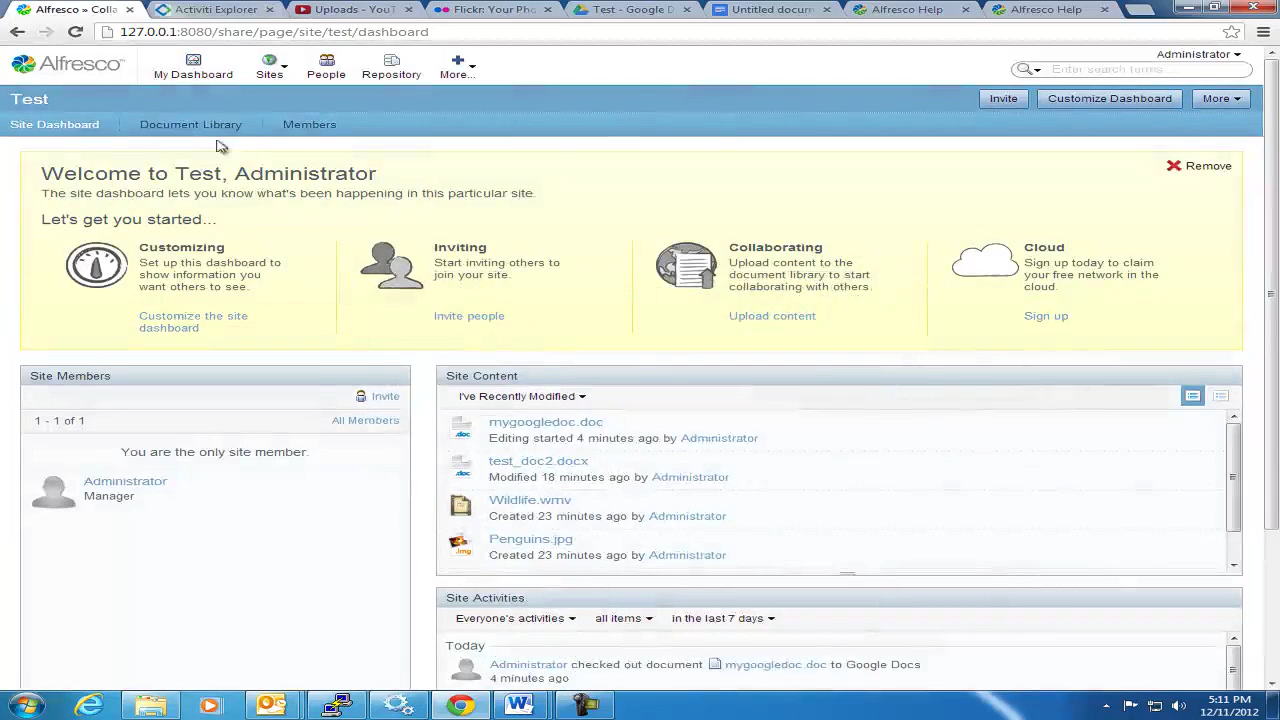 Alfresco » Colla
Activiti Explorer
Uploads - YouT
Flickr: Your Pho
Test - Google D
Untitled docum
Alfresco Help
Alfresco Help
127.0.0.1:8080/share/page/site/test/dashboard
Administrator
Alfresco
My Dashboard
Sites
People
Repository
More...
Enter search terms...
Test
Invite
Customize Dashboard
More
Site Dashboard
Document Library
Members
Welcome to Test, Administrator
Remove
The site dashboard lets you know what's been happening in this particular site.
Let's get you started...
Customizing
Set up this dashboard to
show information you
want others to see.
Customize the site
dashboard
Inviting
Start inviting others to
join your site.
Invite people
Collaborating
Upload content to the
document library to start
collaborating with others.
Upload content
Cloud
Sign up today to claim
your free network in the
cloud.
Sign up
Site Members
Invite
1 - 1 of 1
All Members
You are the only site member.
Administrator
Manager
Site Content
I've Recently Modified
.doc
mygoogledoc.doc
Editing started 4 minutes ago by Administrator
.doc
test_doc2.docx
Modified 18 minutes ago by Administrator
Wildlife.wmv
Created 23 minutes ago by Administrator
.img
Penguins.jpg
Created 23 minutes ago by Administrator
Site Activities
Everyone's activities
all items
in the last 7 days
Today
Administrator checked out document mygoogledoc.doc to Google Docs
4 minutes ago
5:11 PM
12/11/2012